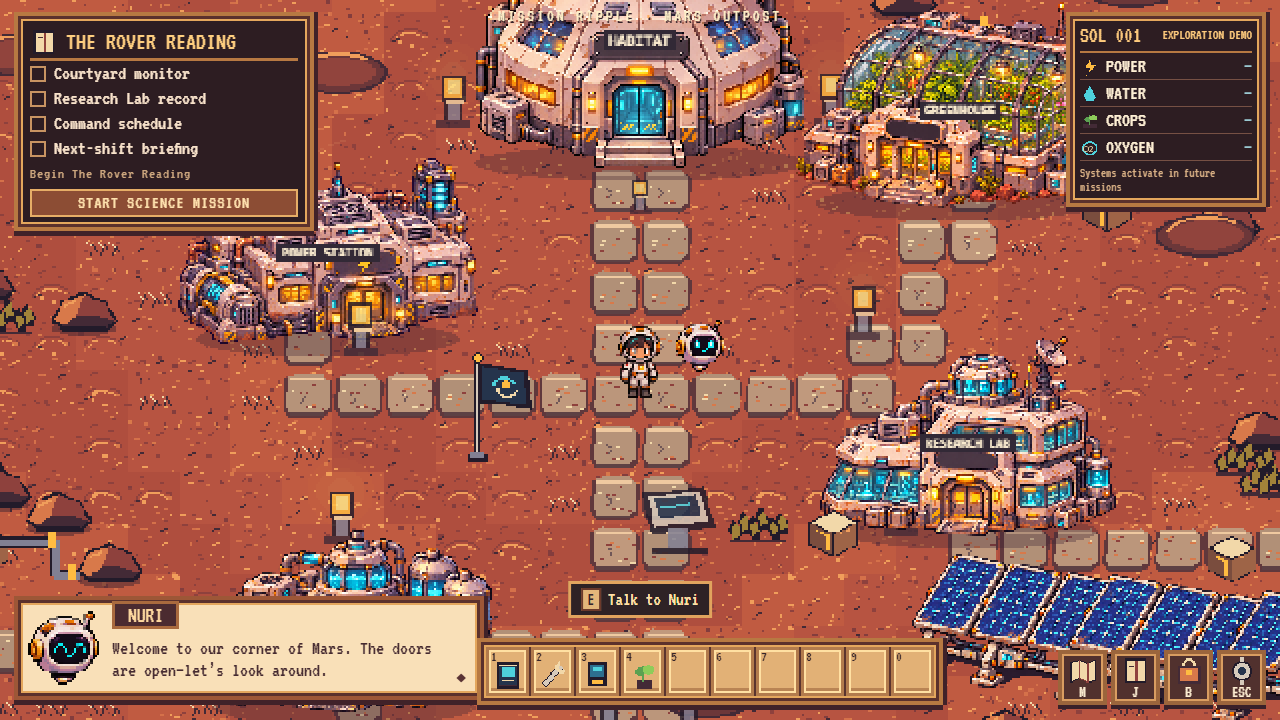 MISSION RIPPLE · MARS OUTPOST
THE ROVER READING
Courtyard monitor
Research Lab record
Command schedule
Next-shift briefing
Begin The Rover Reading
START SCIENCE MISSION
HABITAT
GREENHOUSE
SOL 001 EXPLORATION DEMO
POWER –
WATER –
CROPS –
O2 OXYGEN –
Systems activate in future
missions
POWER STATION
RESEARCH LAB
E Talk to Nuri
NURI
Welcome to our corner of Mars. The doors
are open—let's look around.
1 2 3 4 5 6 7 8 9 0
M J B ESC